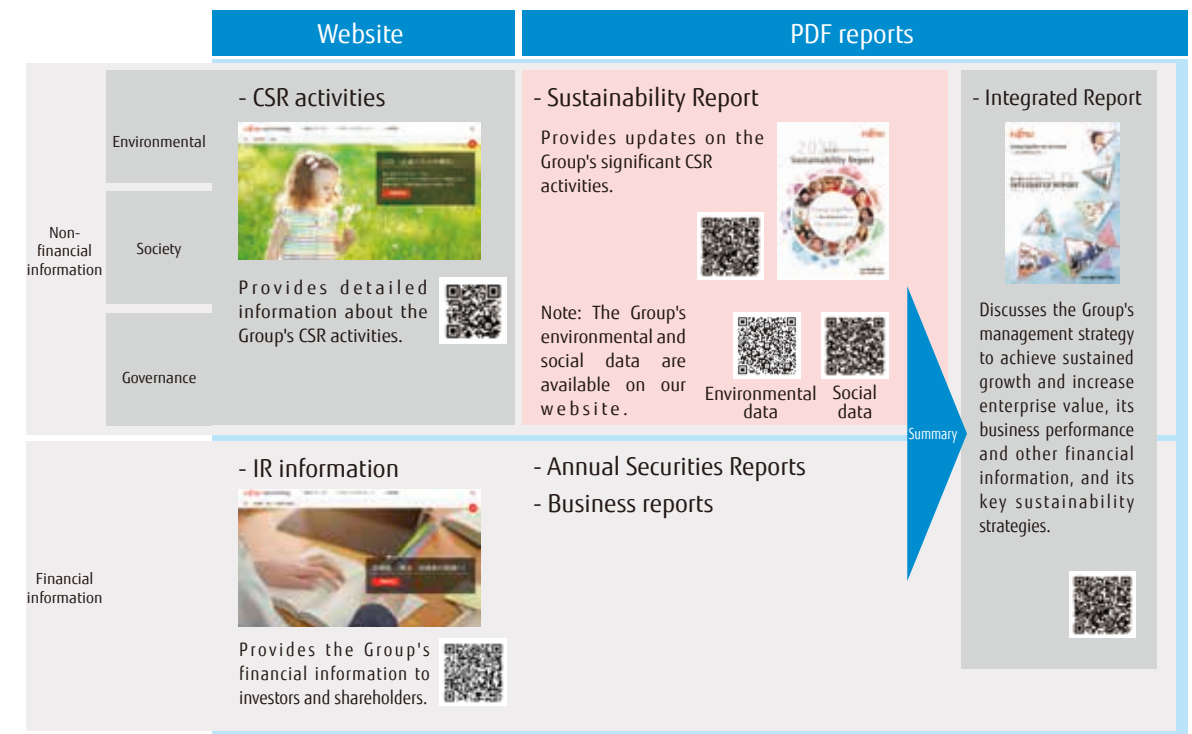 Website
PDF reports
Non-
financial
information
Environmental
Society
Governance
- CSR activities
Provides detailed
information about the
Group's CSR activities.
- Sustainability Report
Provides updates on the
Group's significant CSR
activities.
Sustainability Report
Note: The Group's
environmental and
social data are
available on our
website.
Environmental
data
Social
data
Summary
- Integrated Report
FUJITSU
INTEGRATED REPORT
Discusses the Group's
management strategy
to achieve sustained
growth and increase
enterprise value, its
business performance
and other financial
information, and its
key sustainability
strategies.
Financial
information
- IR information
Provides the Group's
financial information to
investors and shareholders.
- Annual Securities Reports
- Business reports